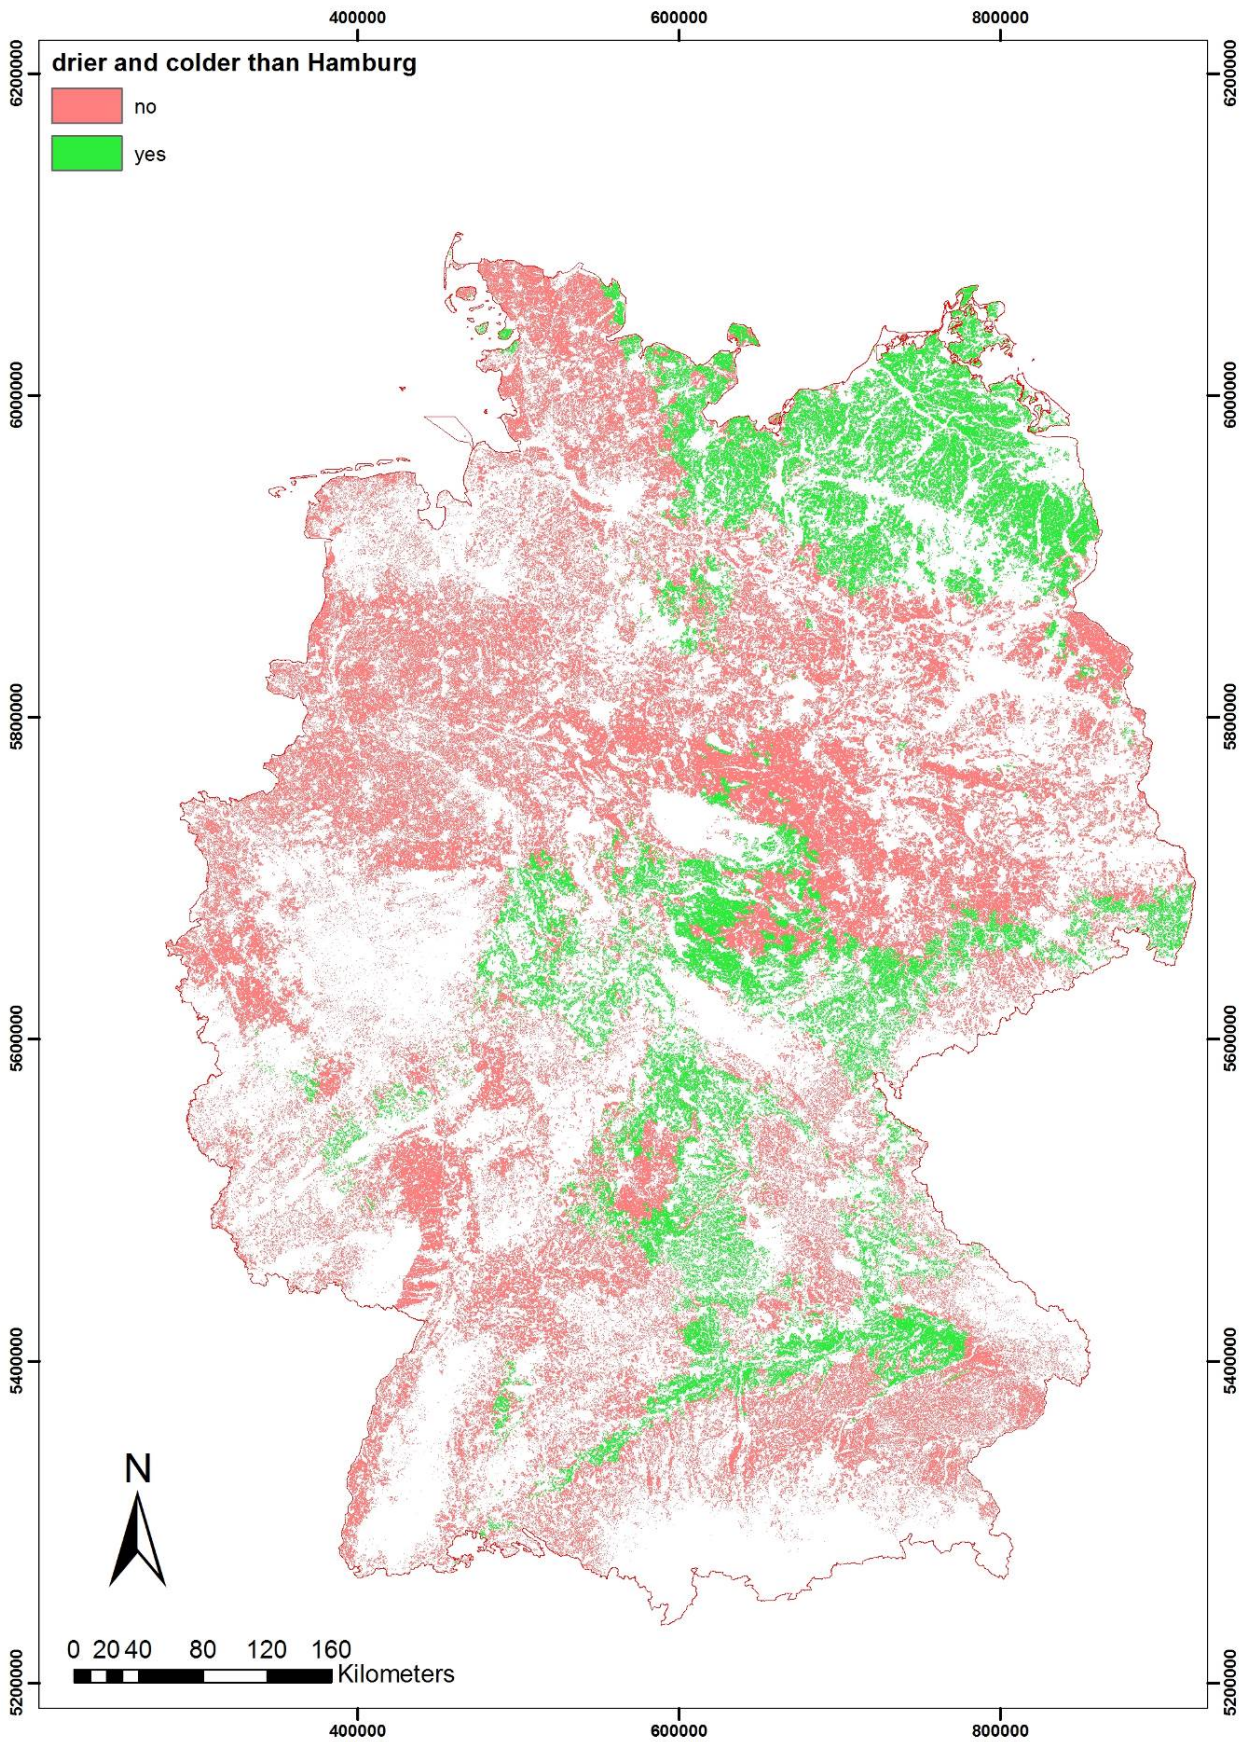 400000 600000 800000
drier and colder than Hamburg
no
yes
6200000 6200000
6000000 6000000
5800000 5800000
5600000 5600000
5400000 5400000
5200000 5200000
N
0 20 40 80 120 160
Kilometers
400000 600000 800000